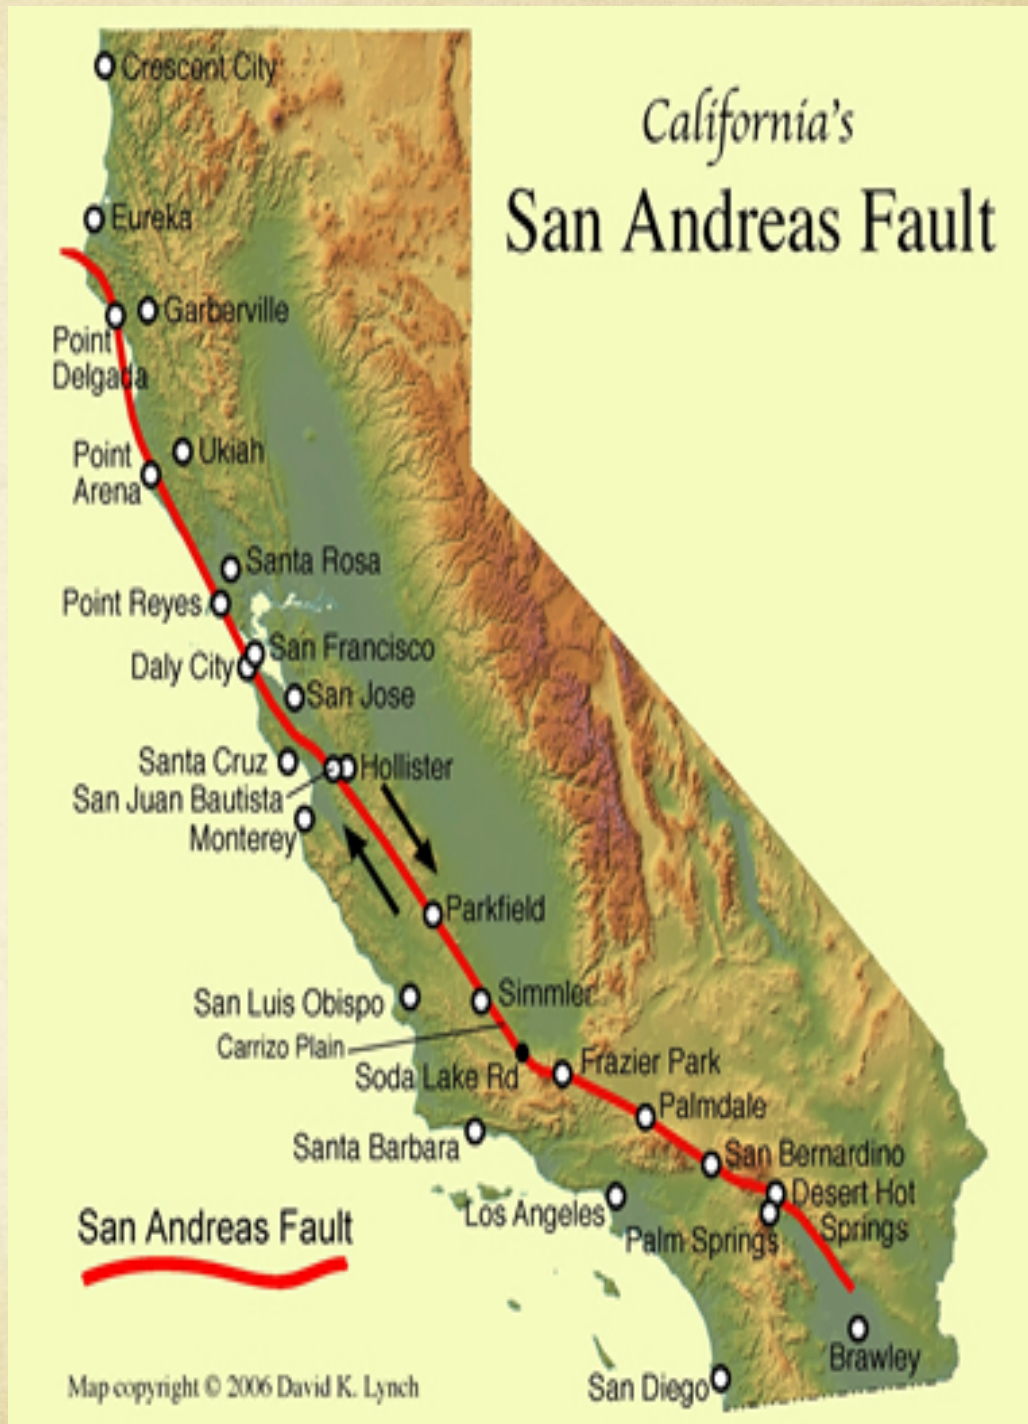 California's
San Andreas Fault
Crescent City
Eureka
Garberville
Point
Delgada
Ukiah
Point
Arena
Santa Rosa
Point Reyes
San Francisco
Daly City
San Jose
Santa Cruz
Hollister
San Juan Bautista
Monterey
Parkfield
San Luis Obispo
Simmler
Carrizo Plain
Soda Lake Rd
Frazier Park
Palmdale
Santa Barbara
San Bernardino
Desert Hot
Springs
Los Angeles
Palm Springs
San Andreas Fault
Brawley
San Diego
Map copyright © 2006 David K. Lynch